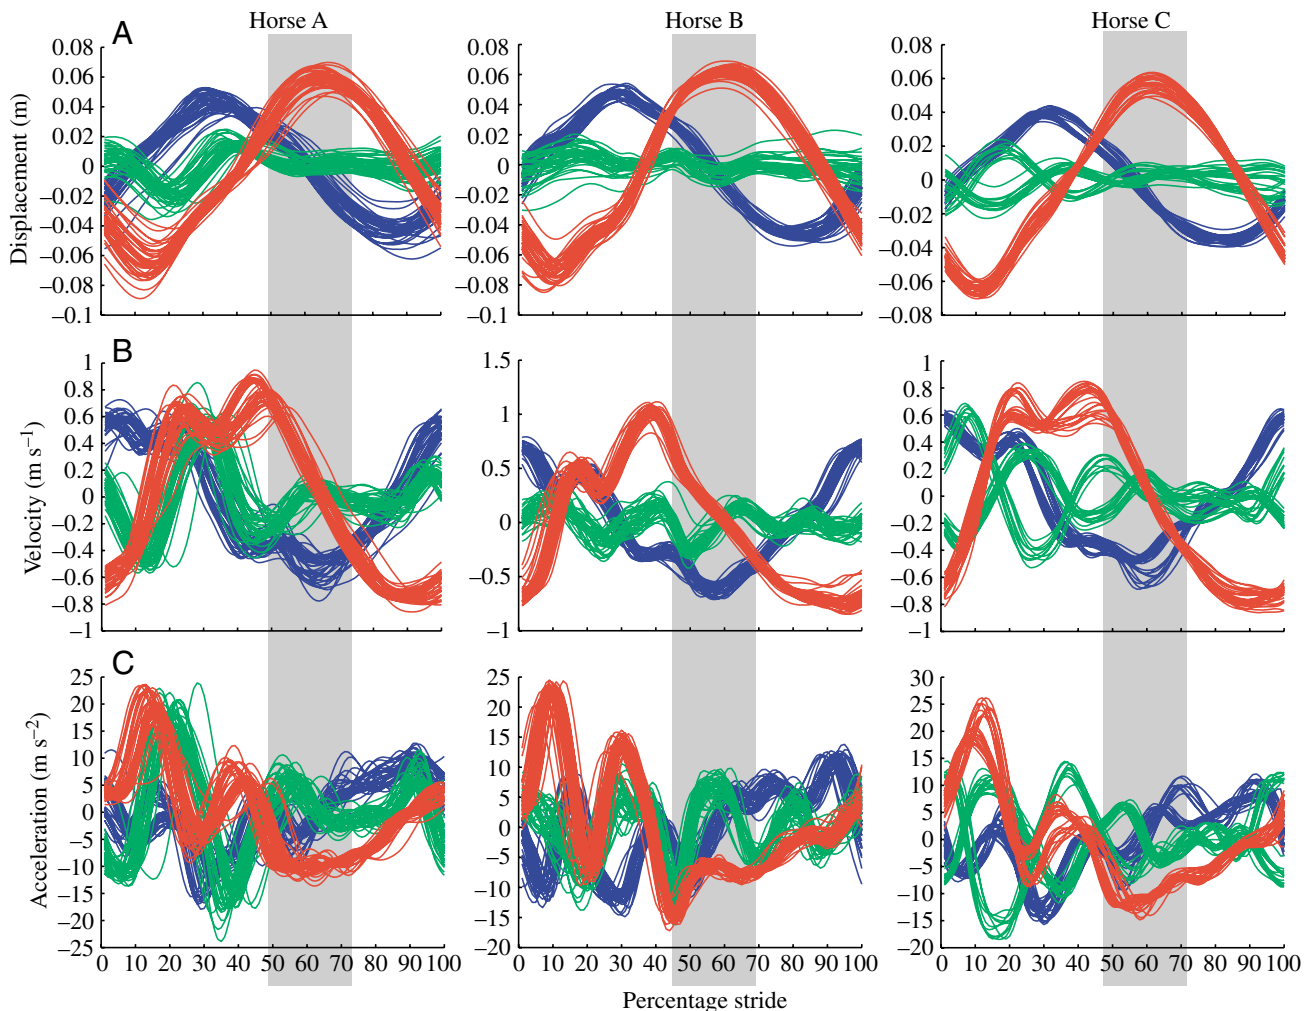 Horse A Horse B Horse C
A
Displacement (m)
0.08 0.06 0.04 0.02 0 –0.02 –0.04 –0.06 –0.08 –0.1
0.08 0.06 0.04 0.02 0 –0.02 –0.04 –0.06 –0.08 –0.1
0.08 0.06 0.04 0.02 0 –0.02 –0.04 –0.06 –0.08
B
Velocity (m s⁻¹)
1 0.8 0.6 0.4 0.2 0 –0.2 –0.4 –0.6 –0.8 –1
1.5 1 0.5 0 –0.5 –1
1 0.8 0.6 0.4 0.2 0 –0.2 –0.4 –0.6 –0.8 –1
C
Acceleration (m s⁻²)
25 20 15 10 5 0 –5 –10 –15 –20 –25
25 20 15 10 5 0 –5 –10 –15 –20
30 25 20 15 10 5 0 –5 –10 –15 –20
0 10 20 30 40 50 60 70 80 90 100
0 10 20 30 40 50 60 70 80 90 100
0 10 20 30 40 50 60 70 80 90 100
Percentage stride